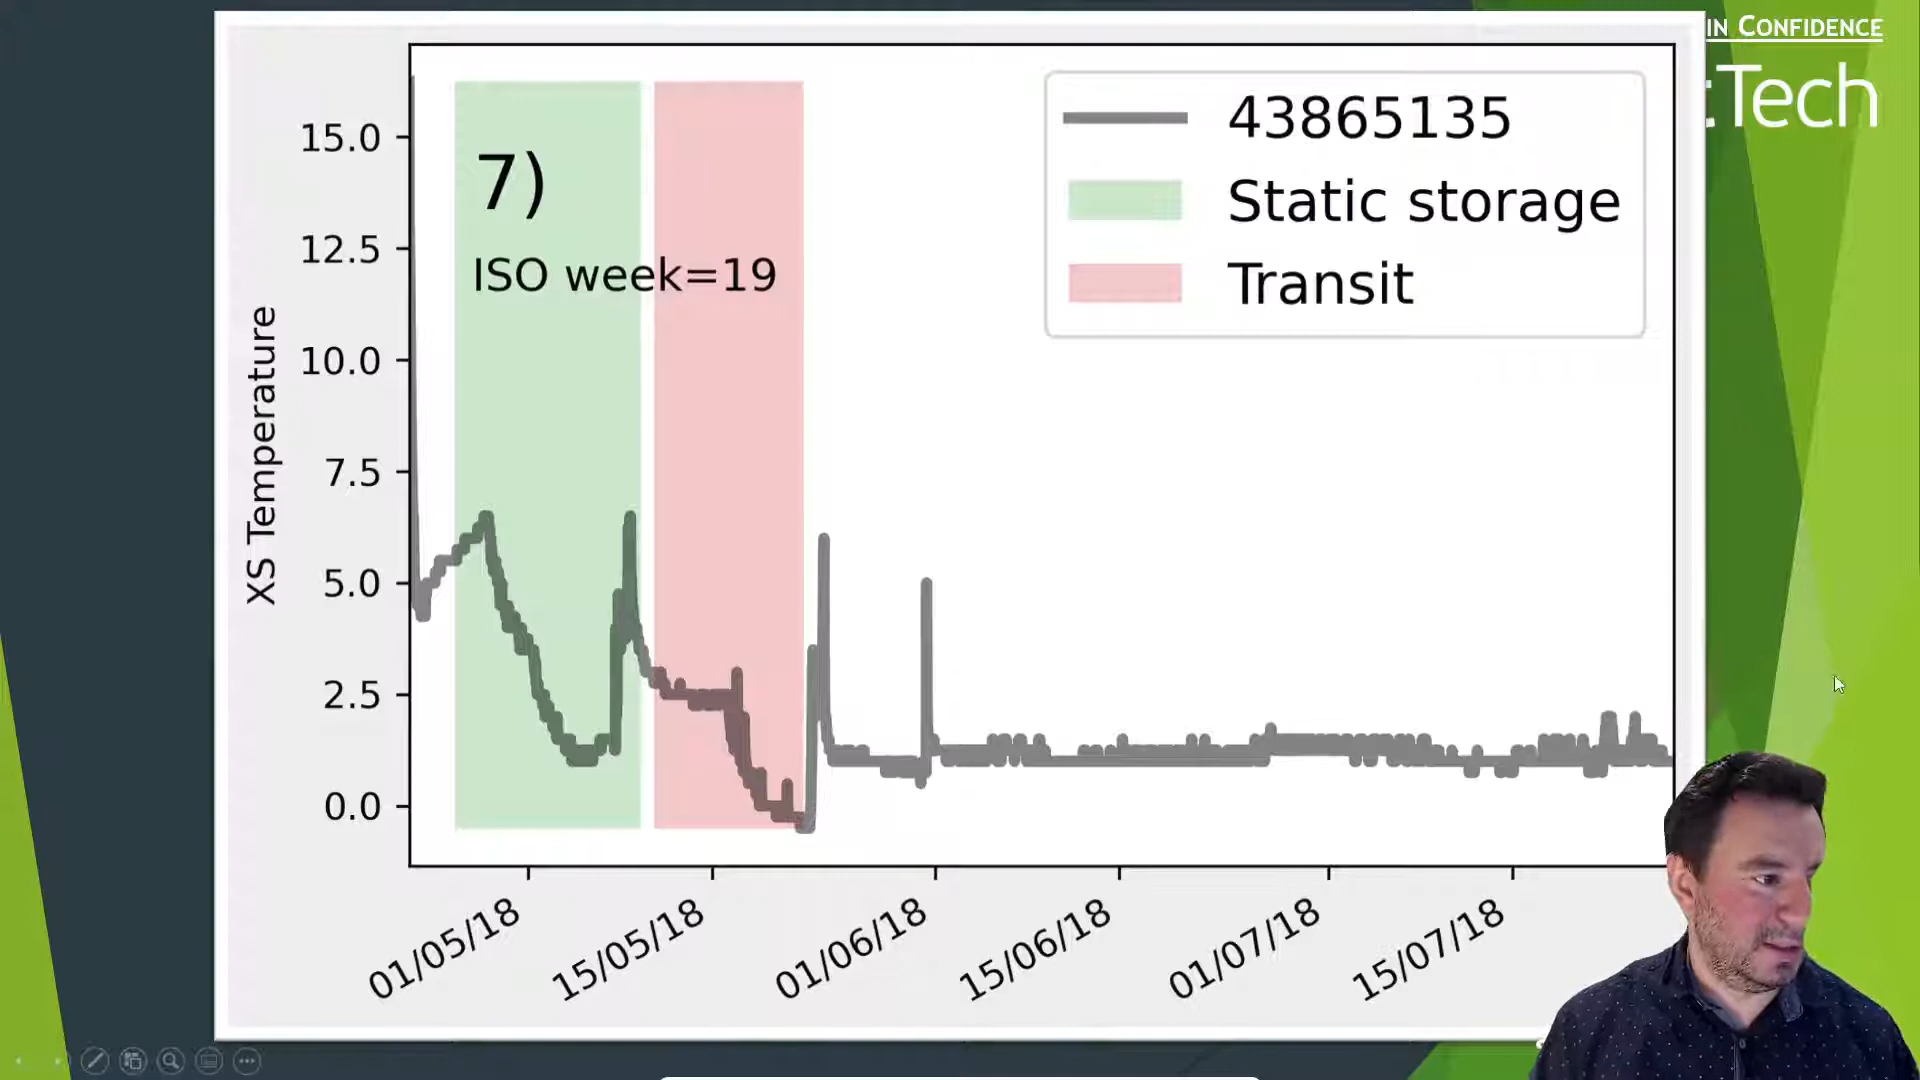 IN CONFIDENCE
Tech
43865135
Static storage
Transit
7)
ISO week=19
XS Temperature
15.0
12.5
10.0
7.5
5.0
2.5
0.0
01/05/18
15/05/18
01/06/18
15/06/18
01/07/18
15/07/18